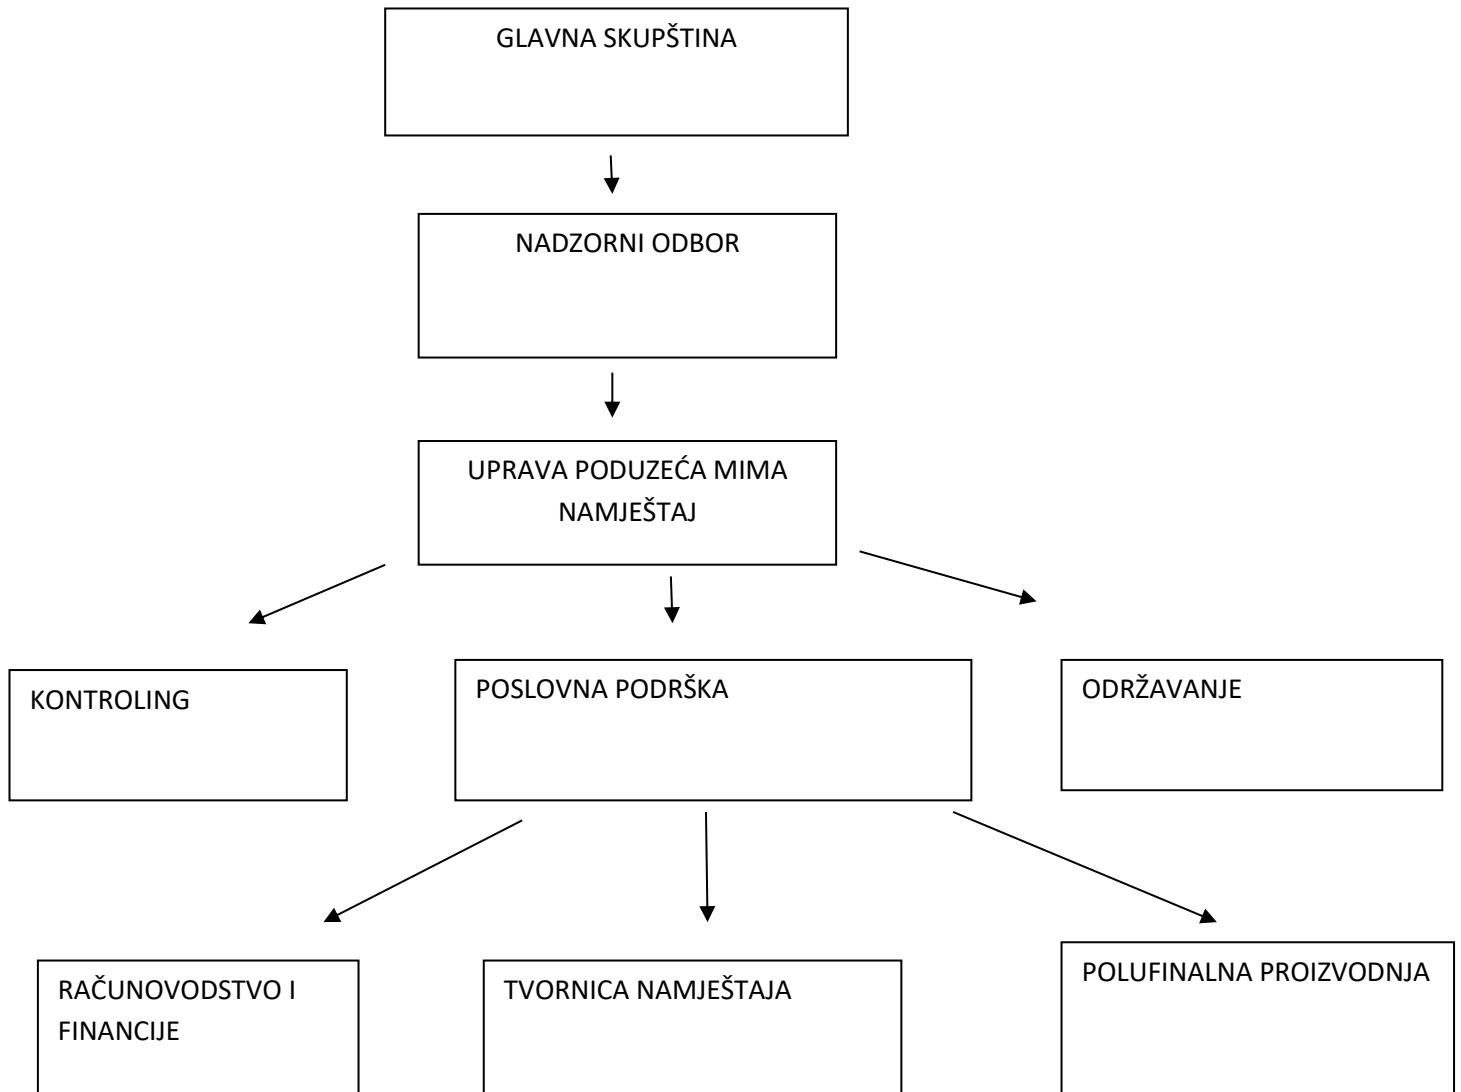 GLAVNA SKUPŠTINA
NADZORNI ODBOR
UPRAVA PODUZEĆA MIMA
NAMJEŠTAJ
KONTROLING
POSLOVNA PODRŠKA
ODRŽAVANJE
RAČUNOVODSTVO I
FINANCIJE
TVORNICA NAMJEŠTAJA
POLUFINALNA PROIZVODNJA